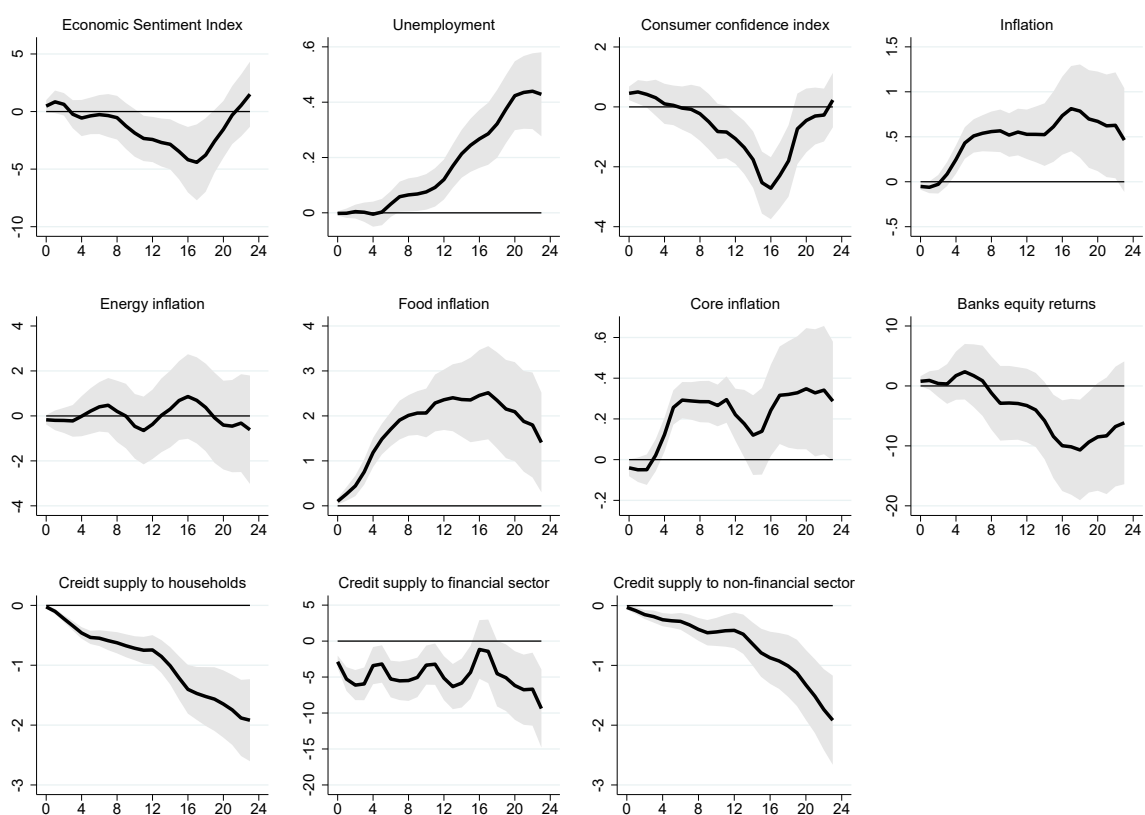 Economic Sentiment Index
5
0
-5
-10
0 4 8 12 16 20 24
Unemployment
.6
.4
.2
0
0 4 8 12 16 20 24
Consumer confidence index
2
0
-2
-4
0 4 8 12 16 20 24
Inflation
1.5
1
.5
0
-.5
0 4 8 12 16 20 24
Energy inflation
4
2
0
-2
-4
0 4 8 12 16 20 24
Food inflation
4
3
2
1
0
0 4 8 12 16 20 24
Core inflation
.6
.4
.2
0
-.2
0 4 8 12 16 20 24
Banks equity returns
10
0
-10
-20
0 4 8 12 16 20 24
Creidt supply to households
0
-1
-2
-3
0 4 8 12 16 20 24
Credit supply to financial sector
5
0
-5
-10
-15
-20
0 4 8 12 16 20 24
Credit supply to non-financial sector
0
-1
-2
-3
0 4 8 12 16 20 24